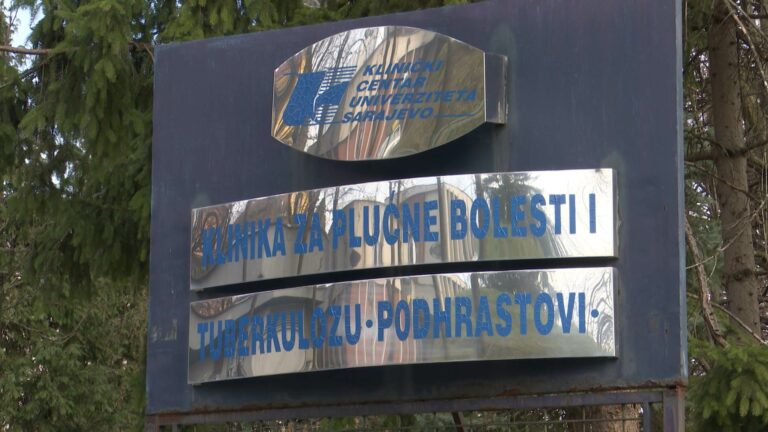 KLINIČKI
CENTAR
UNIVERZITETA
SARAJEVO
KLINIKA ZA PLUĆNE BOLESTI I
TUBERKULOZU · PODHRASTOVI ·